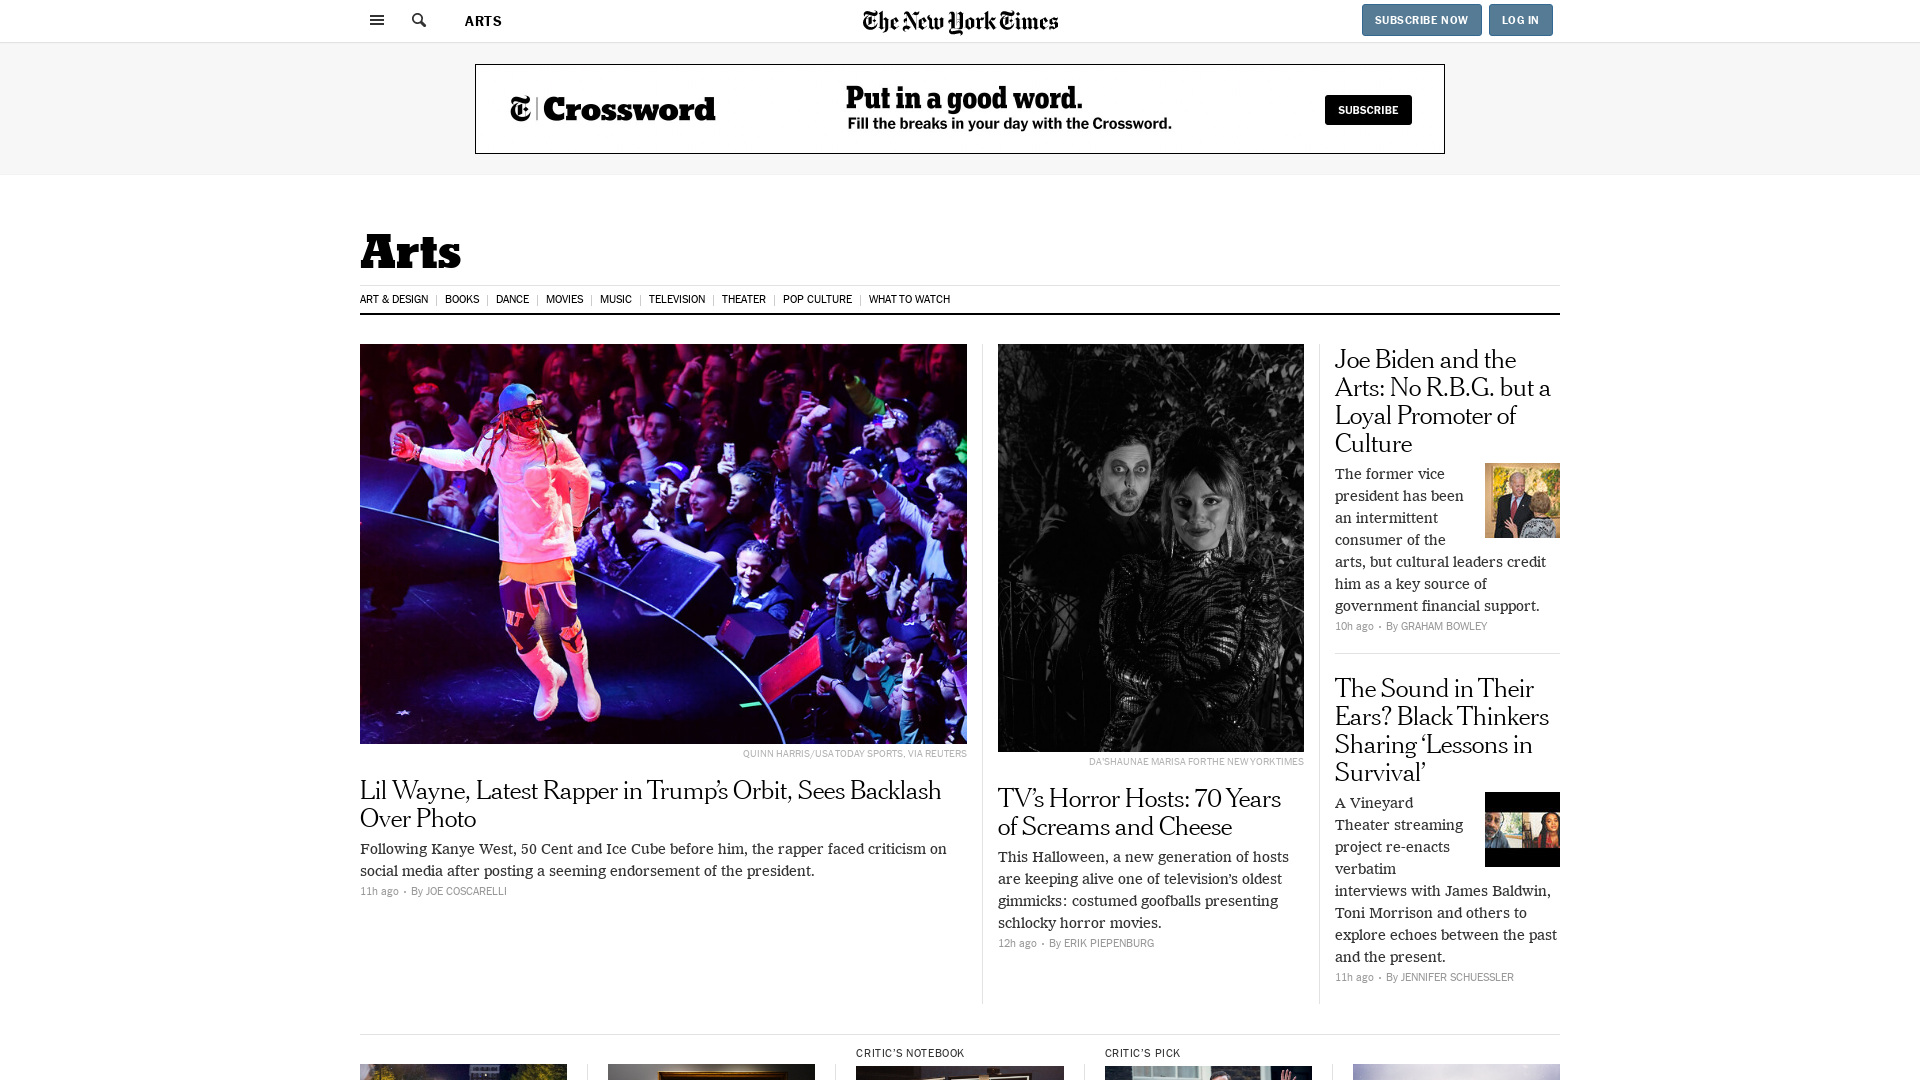 ARTS
The New York Times
SUBSCRIBE NOW
LOG IN
T Crossword
Put in a good word.
Fill the breaks in your day with the Crossword.
SUBSCRIBE
Arts
ART & DESIGN
BOOKS
DANCE
MOVIES
MUSIC
TELEVISION
THEATER
POP CULTURE
WHAT TO WATCH
QUINN HARRIS/USA TODAY SPORTS, VIA REUTERS
Lil Wayne, Latest Rapper in Trump’s Orbit, Sees Backlash
Over Photo
Following Kanye West, 50 Cent and Ice Cube before him, the rapper faced criticism on
social media after posting a seeming endorsement of the president.
11h ago • By JOE COSCARELLI
DA’SHAUNAE MARISA FOR THE NEW YORK TIMES
TV’s Horror Hosts: 70 Years
of Screams and Cheese
This Halloween, a new generation of hosts
are keeping alive one of television’s oldest
gimmicks: costumed goofballs presenting
schlocky horror movies.
12h ago • By ERIK PIEPENBURG
Joe Biden and the
Arts: No R.B.G. but a
Loyal Promoter of
Culture
The former vice
president has been
an intermittent
consumer of the
arts, but cultural leaders credit
him as a key source of
government financial support.
10h ago • By GRAHAM BOWLEY
The Sound in Their
Ears? Black Thinkers
Sharing ‘Lessons in
Survival’
A Vineyard
Theater streaming
project re-enacts
verbatim
interviews with James Baldwin,
Toni Morrison and others to
explore echoes between the past
and the present.
11h ago • By JENNIFER SCHUESSLER
CRITIC’S NOTEBOOK
CRITIC’S PICK